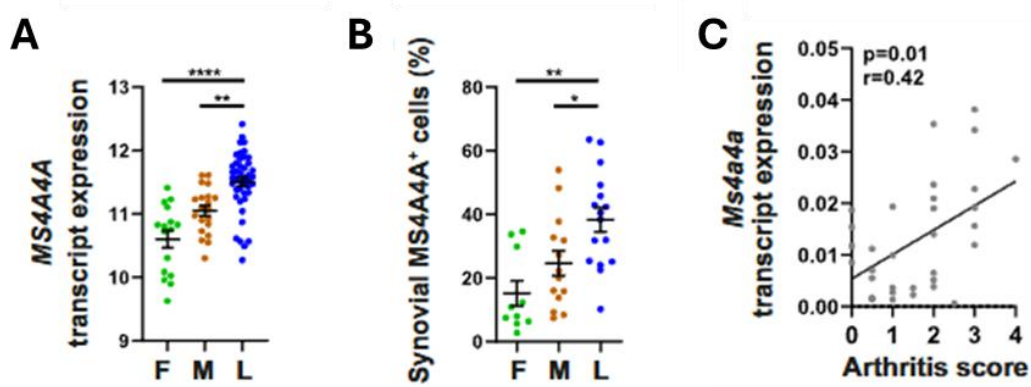 A
MS4A4A
transcript expression
13
12
11
10
9
****
**
F M L
B
Synovial MS4A4A+ cells (%)
80
60
40
20
0
**
*
F M L
C
Ms4a4a
transcript expression
0.05
0.04
0.03
0.02
0.01
0.00
p=0.01
r=0.42
0 1 2 3 4
Arthritis score